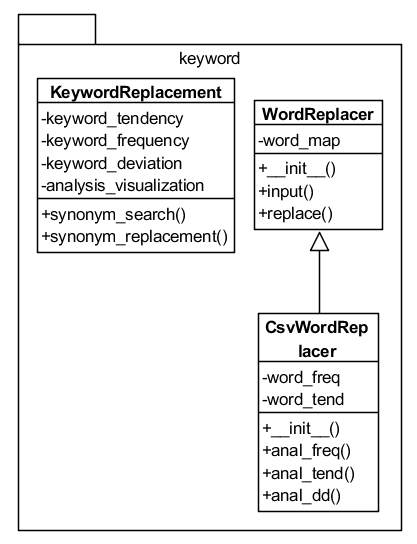 keyword
KeywordReplacement
-keyword_tendency
-keyword_frequency
-keyword_deviation
-analysis_visualization
+synonym_search()
+synonym_replacement()
WordReplacer
-word_map
+__init__()
+input()
+replace()
CsvWordRep
lacer
-word_freq
-word_tend
+__init__()
+anal_freq()
+anal_tend()
+anal_dd()